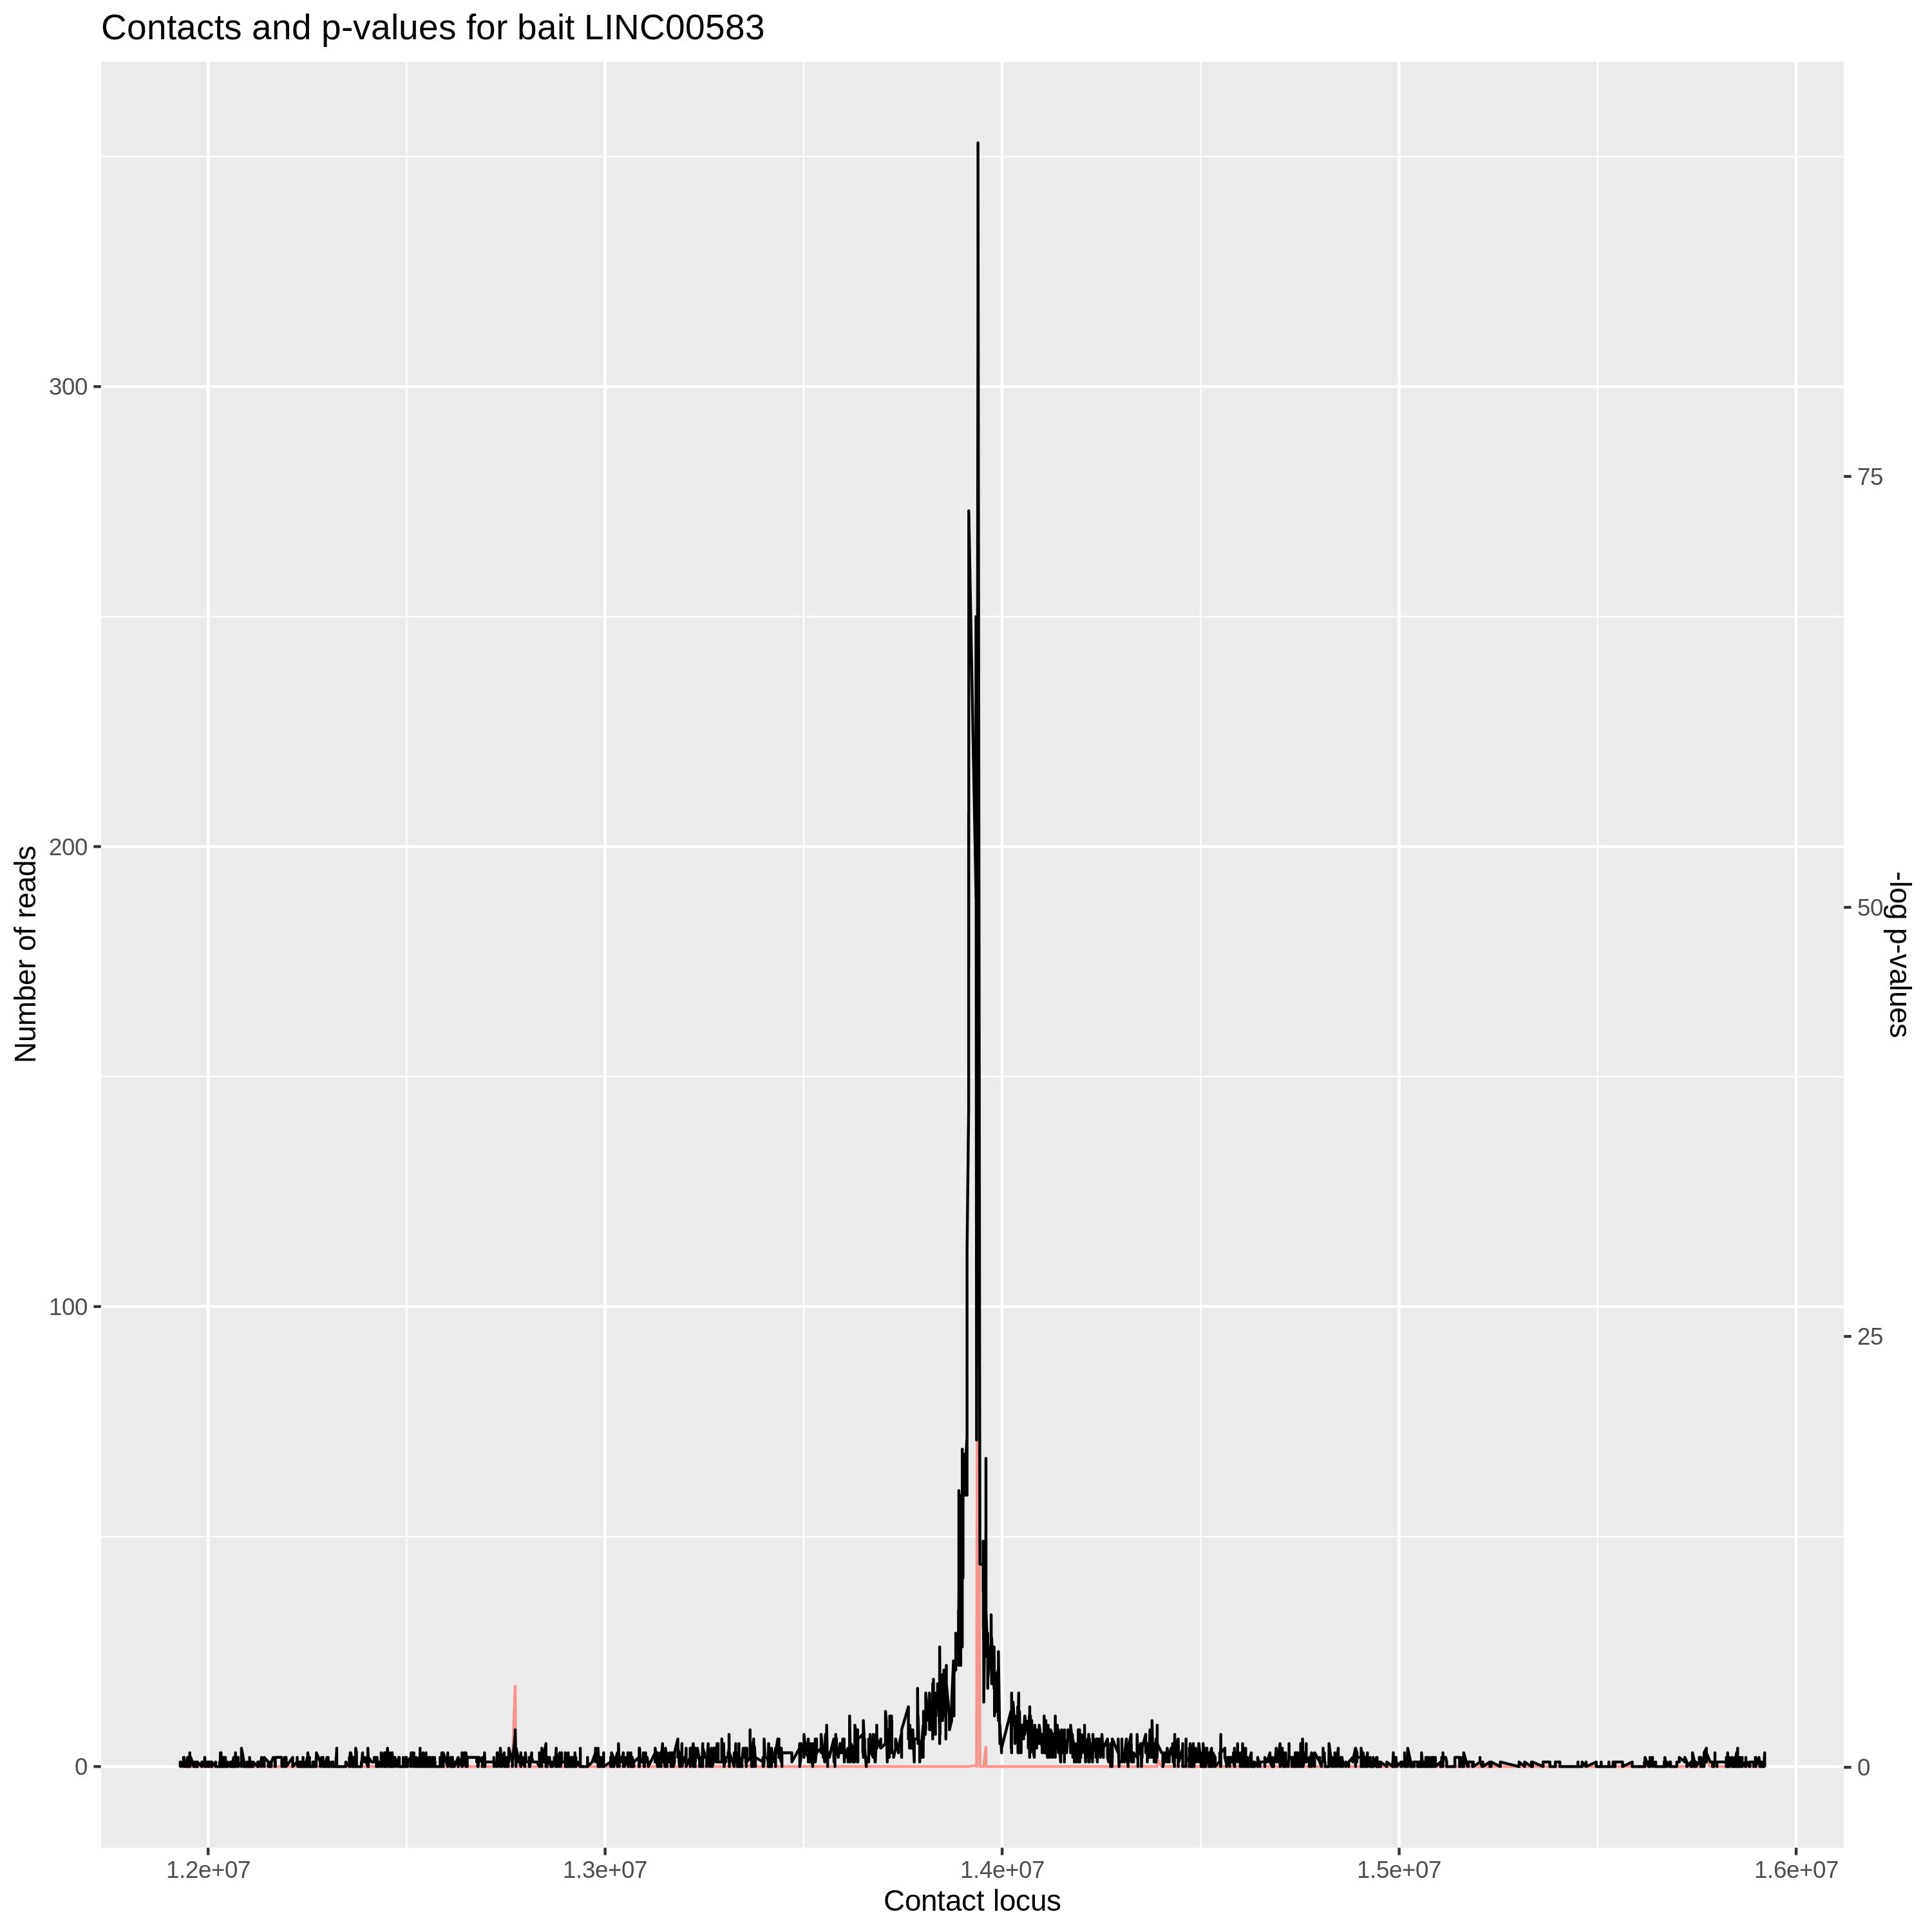 Contacts and p-values for bait LINC00583
300
200
100
0
75
50
25
0
Number of reads
-log p-values
1.2e+07
1.3e+07
1.4e+07
1.5e+07
1.6e+07
Contact locus